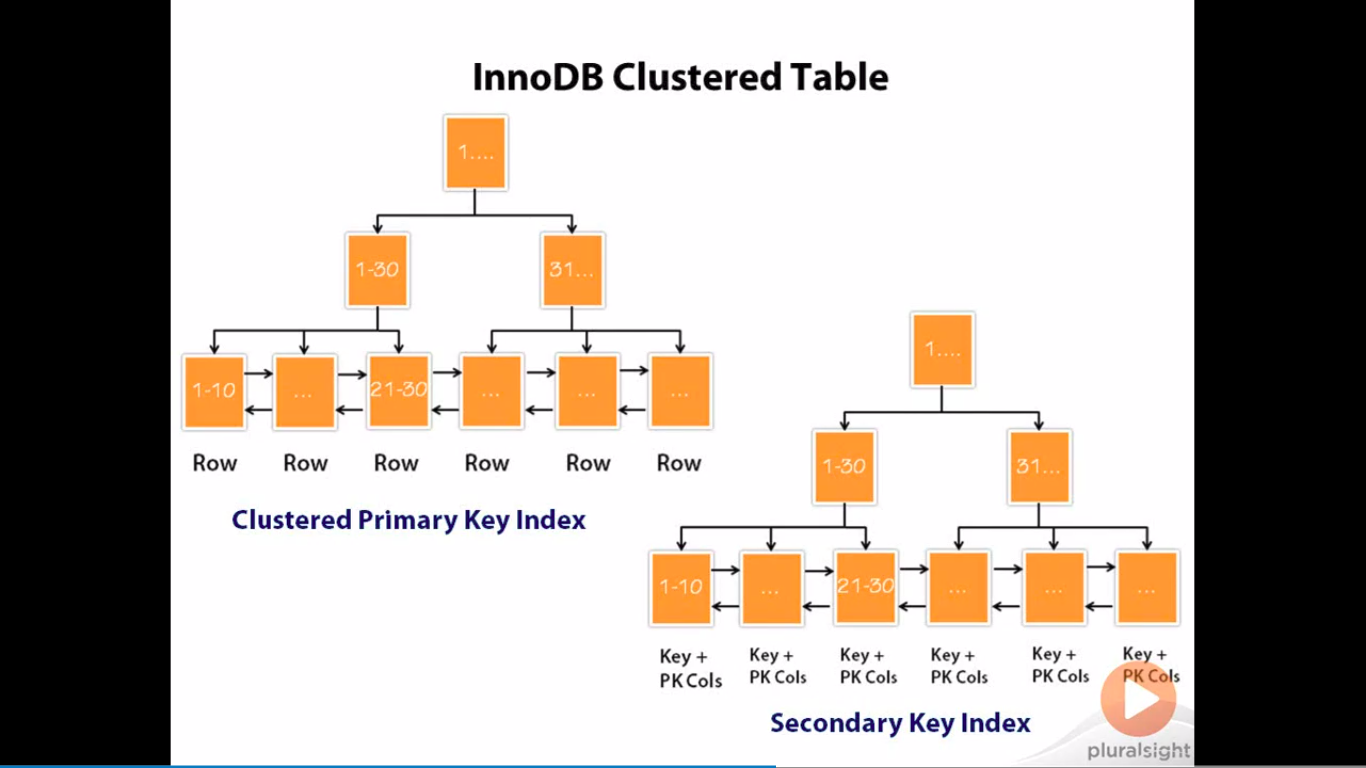 InnoDB Clustered Table
1....
1-30
31...
1-10
...
21-30
...
...
...
Row
Row
Row
Row
Row
Row
Clustered Primary Key Index
1....
1-30
31...
1-10
...
21-30
...
...
...
Key +
PK Cols
Key +
PK Cols
Key +
PK Cols
Key +
PK Cols
Key +
PK Cols
Key +
PK Cols
Secondary Key Index
pluralsight